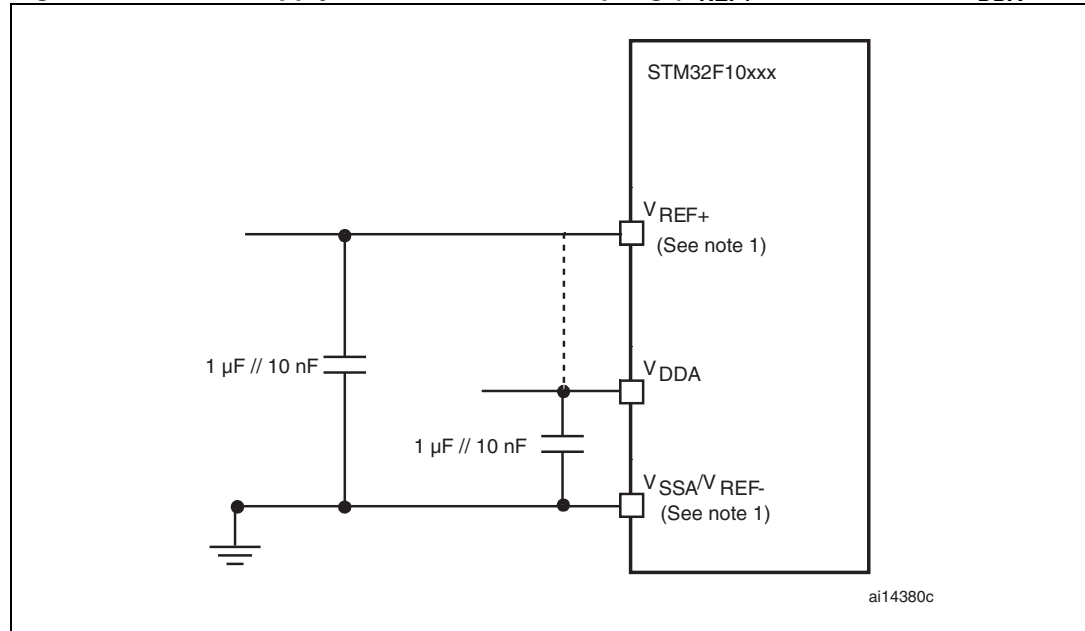 STM32F10xxx
VREF+
(See note 1)
1 µF // 10 nF
VDDA
1 µF // 10 nF
VSSA/VREF-
(See note 1)
ai14380c